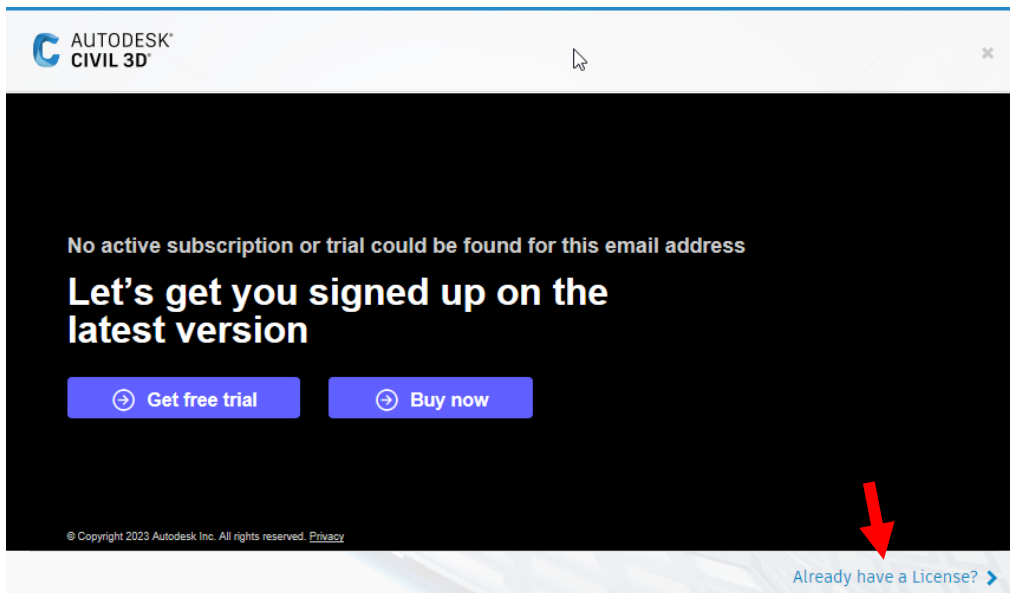 AUTODESK®
CIVIL 3D®
No active subscription or trial could be found for this email address
Let’s get you signed up on the
latest version
Get free trial
Buy now
© Copyright 2023 Autodesk Inc. All rights reserved. Privacy
Already have a License?